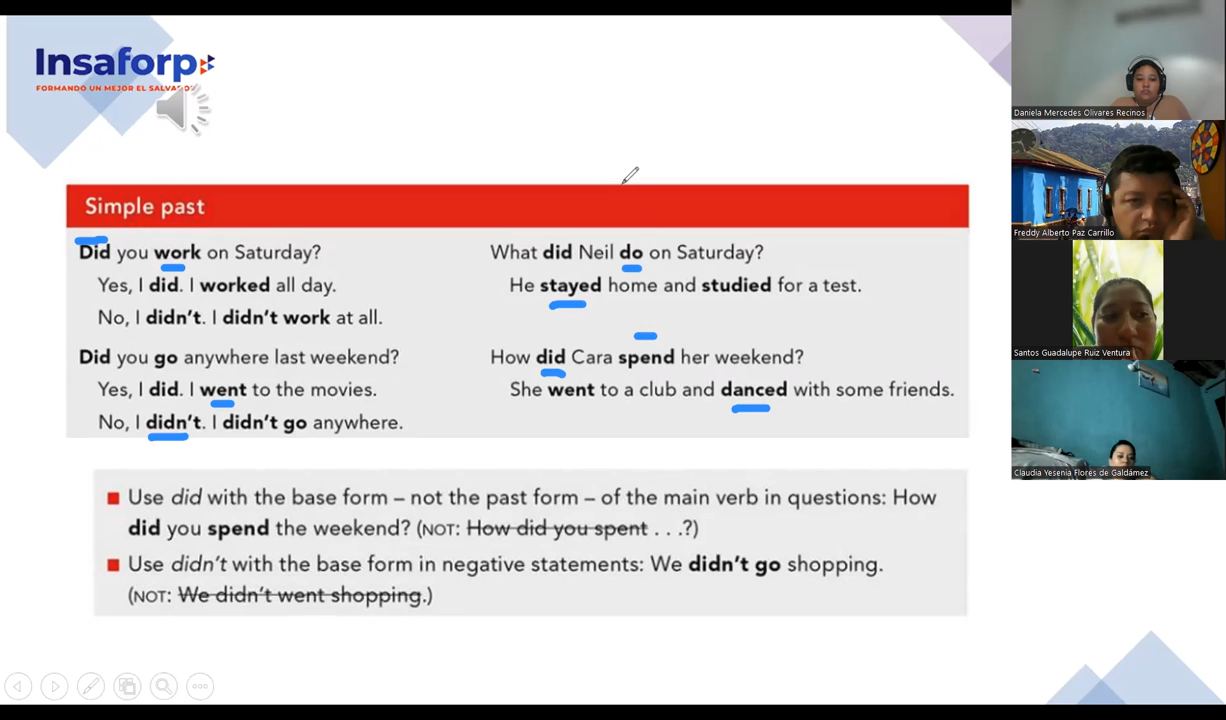 Insaforp
FORMANDO UN MEJOR EL SALVADOR
Simple past
Did you work on Saturday?
Yes, I did. I worked all day.
No, I didn't. I didn't work at all.
Did you go anywhere last weekend?
Yes, I did. I went to the movies.
No, I didn't. I didn't go anywhere.
What did Neil do on Saturday?
He stayed home and studied for a test.
How did Cara spend her weekend?
She went to a club and danced with some friends.
Use did with the base form – not the past form – of the main verb in questions: How
did you spend the weekend? (NOT: How did you spent . . .?)
Use didn't with the base form in negative statements: We didn't go shopping.
(NOT: We didn't went shopping.)
Daniela Mercedes Olivares Recinos
Freddy Alberto Paz Carrillo
Santos Guadalupe Ruiz Ventura
Claudia Yesenia Flores de Galdámez